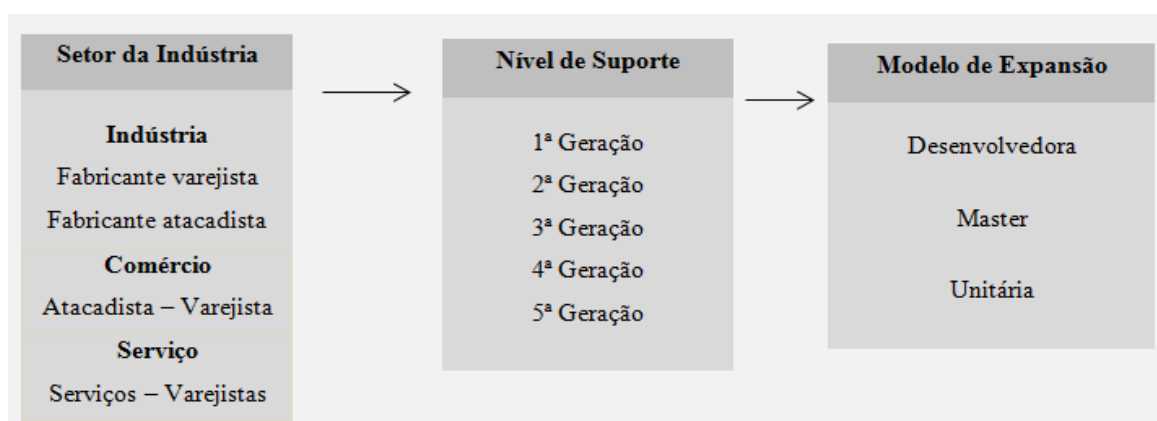 Setor da Indústria
Indústria
Fabricante varejista
Fabricante atacadista
Comércio
Atacadista – Varejista
Serviço
Serviços – Varejistas
Nível de Suporte
1ª Geração
2ª Geração
3ª Geração
4ª Geração
5ª Geração
Modelo de Expansão
Desenvolvedora
Master
Unitária